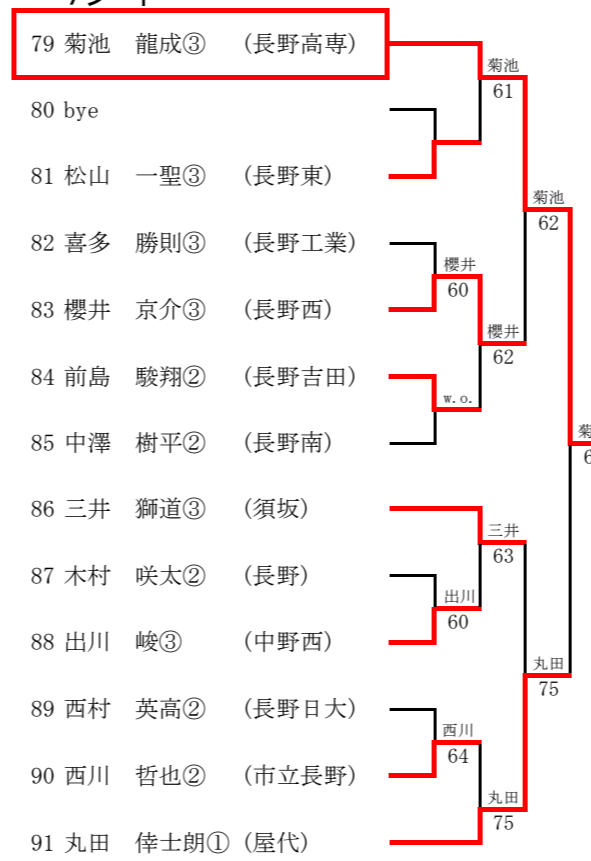 79 菊池 龍成③ (長野高専)
80 bye
81 松山 一聖③ (長野東)
82 喜多 勝則③ (長野工業)
83 櫻井 京介③ (長野西)
84 前島 駿翔② (長野吉田)
85 中澤 樹平② (長野南)
86 三井 獅道③ (須坂)
87 木村 咲太② (長野)
88 出川 峻③ (中野西)
89 西村 英高② (長野日大)
90 西川 哲也② (市立長野)
91 丸田 倖士朗① (屋代)
櫻井
60
w.o.
出川
60
西川
64
菊池
61
櫻井
62
三井
63
丸田
75
菊池
62
丸田
75
菊
6